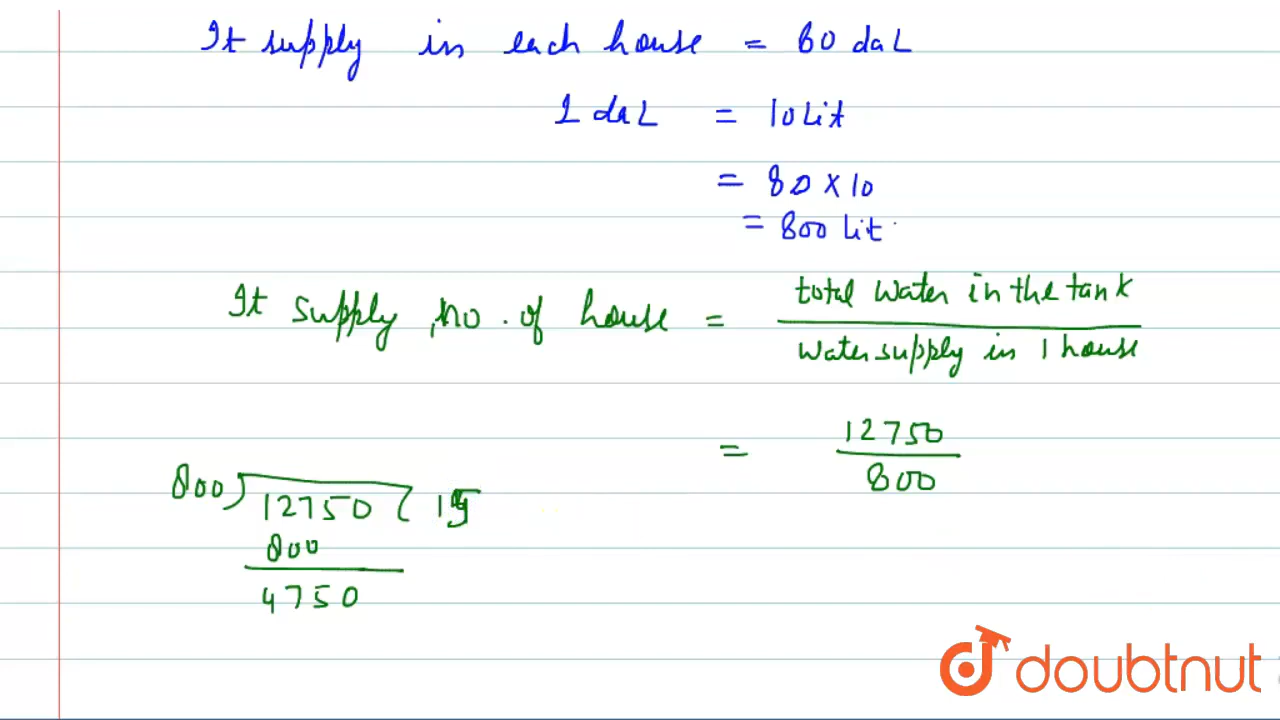 It supply in each house = 80 daL
1 daL = 10 Lit
= 80 × 10
= 800 Lit
It supply no. of house = total water in the tank
water supply in 1 house
= 12750
800
800) 12750 ( 15
800
4750
doubtnut